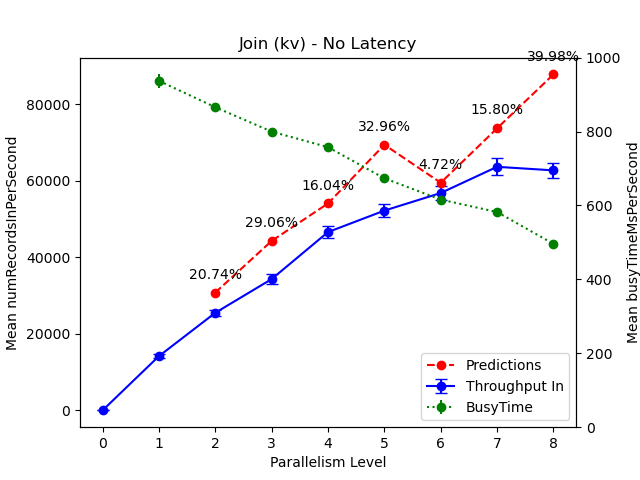 Join (kv) - No Latency
Mean numRecordsInPerSecond
80000
60000
40000
20000
0
20.74%
29.06%
16.04%
32.96%
4.72%
15.80%
39.98%
1000
800
600
400
200
0
Mean busyTimeMsPerSecond
Predictions
Throughput In
BusyTime
0 1 2 3 4 5 6 7 8
Parallelism Level